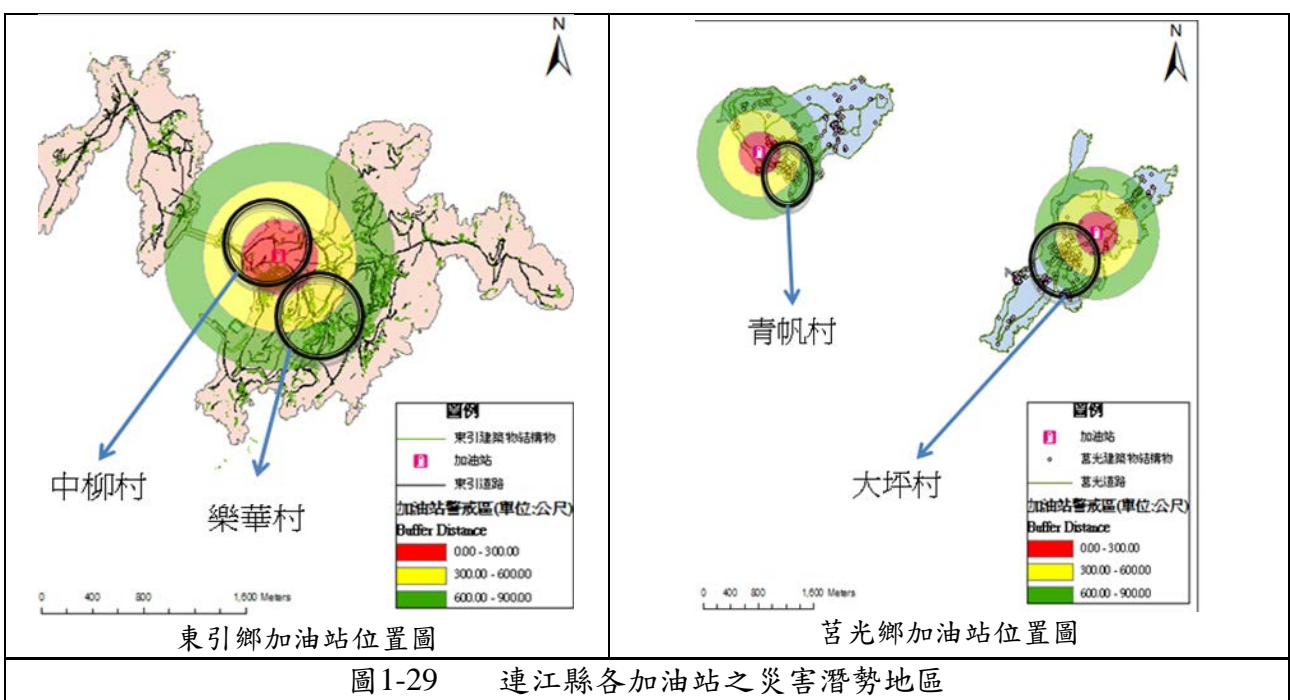 N
中柳村
樂華村
圖例
東引建築物結構物
加油站
東引道路
加油站警戒區(單位:公尺)
Buffer Distance
0.00 - 300.00
300.00 - 600.00
600.00 - 900.00
0 400 800 1,600 Meters
東引鄉加油站位置圖
N
青帆村
大坪村
圖例
加油站
莒光建築物結構物
莒光道路
加油站警戒區(單位:公尺)
Buffer Distance
0.00 - 300.00
300.00 - 600.00
600.00 - 900.00
0 400 800 1,600 Meters
莒光鄉加油站位置圖
圖1-29 連江縣各加油站之災害潛勢地區